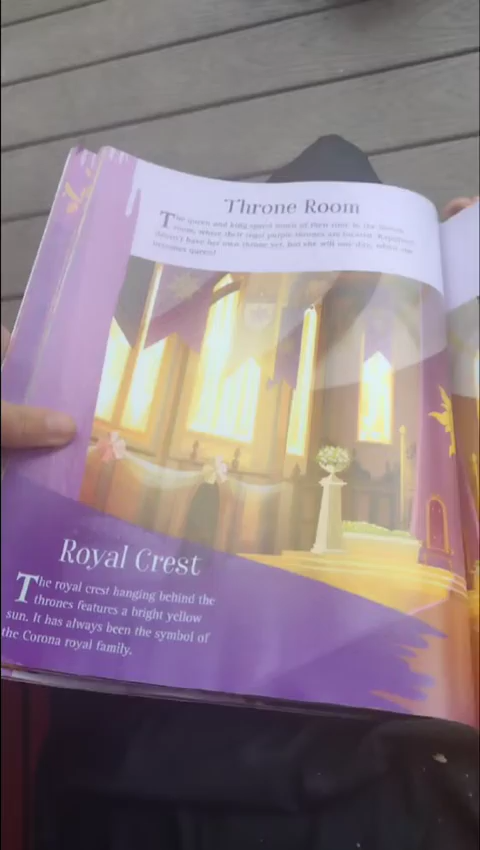 Throne Room
The queen and king spend much of their time in the throne
room, where their regal purple thrones are located. Rapunzel
doesn't have her own throne yet, but she will one day, when she
becomes queen!
Royal Crest
The royal crest hanging behind the
thrones features a bright yellow
sun. It has always been the symbol of
the Corona royal family.